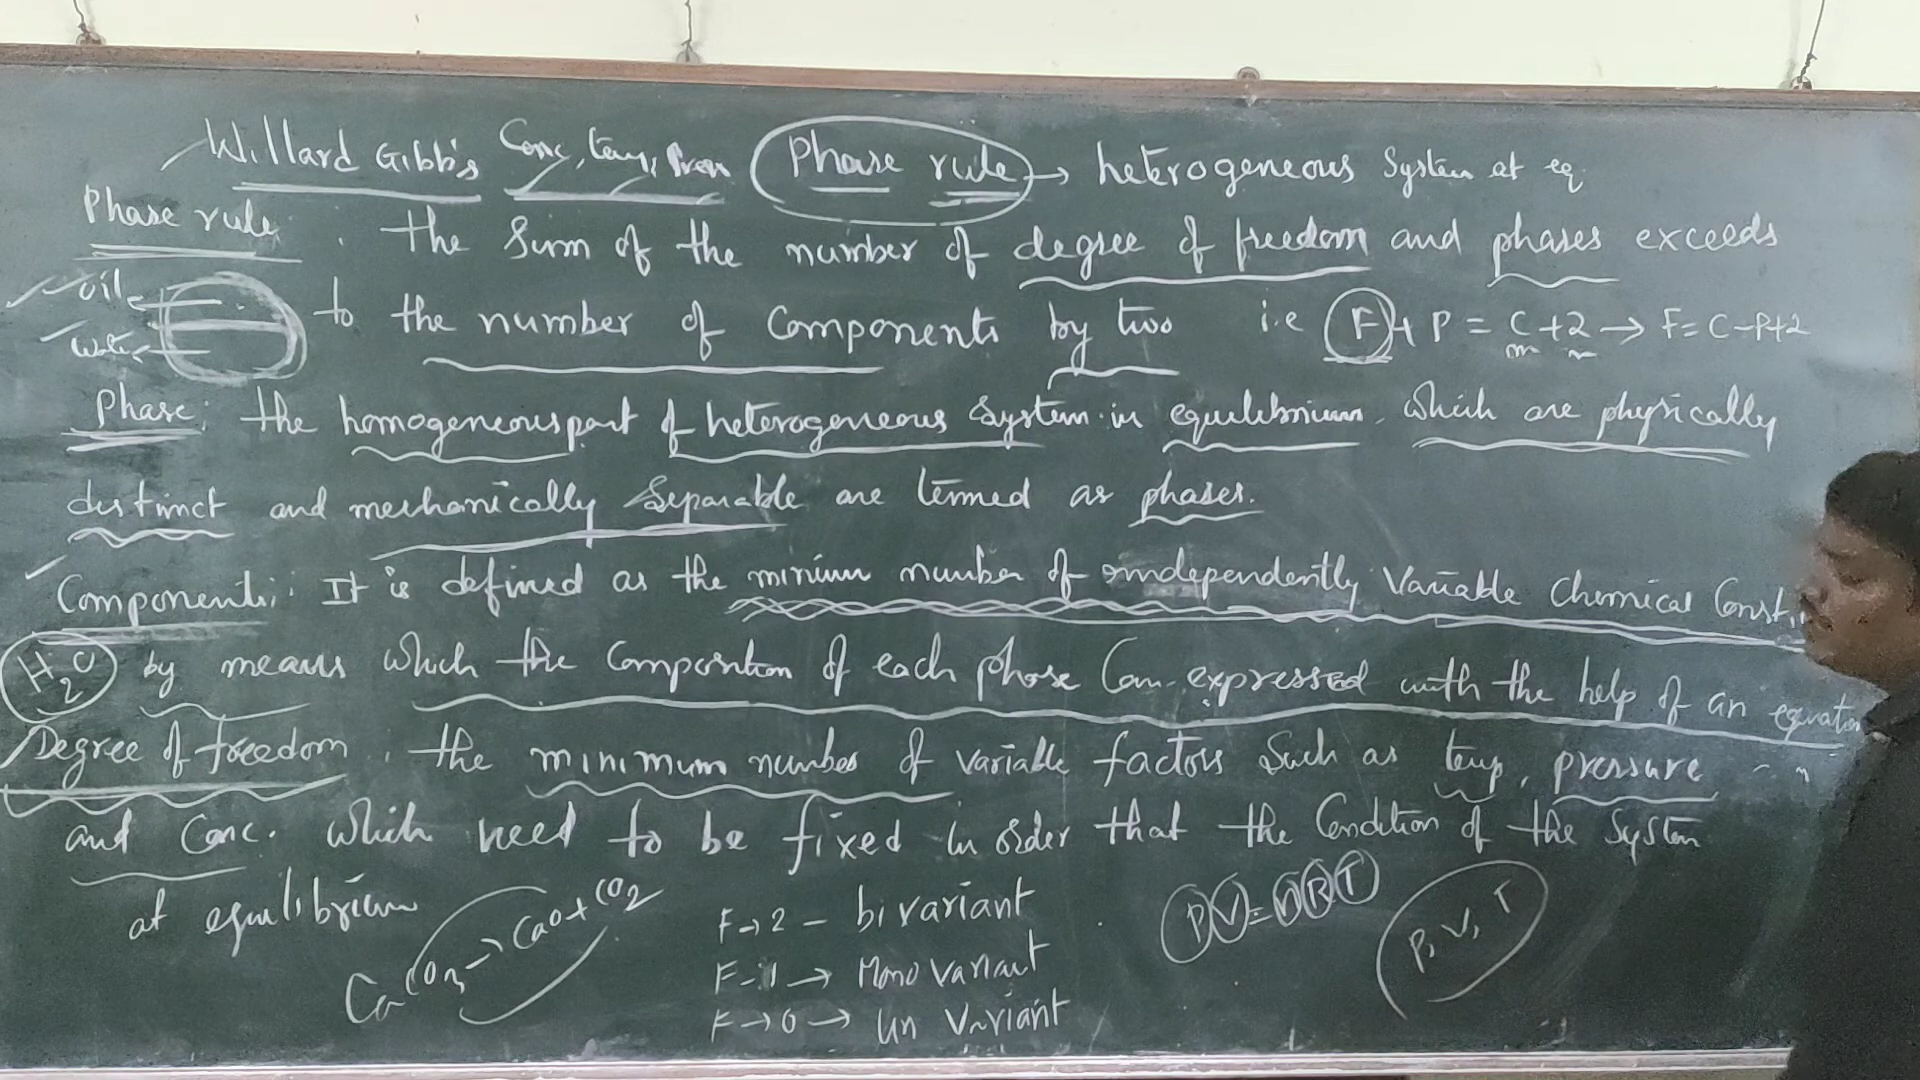 Willard Gibb's Conc, temp, Pren Phase rule → heterogeneous System at eq
Phase rule : the Sum of the number of degree of freedom and phases exceeds
oil
water
to the number of Components by two i.e F + P = C + 2 → F = C - P + 2
Phase: the homogeneous part of heterogeneous System in equilibrium, which are physically
distinct and mechanically Separable are termed as phases.
Components: It is defined as the minium number of independently Variable Chemical Const.
H2O
by means which the Composition of each phase Can expressed with the help of an equation
Degree of freedom : the minimum number of variable factors Such as temp, pressure
and Conc. which need to be fixed in order that the Condition of the System
at equilibrium
CaCO3 → CaO + CO2
F → 2 - bivariant
F - 1 → Mono variant
F → 0 → Un Variant
PV = nRT
P, V, T